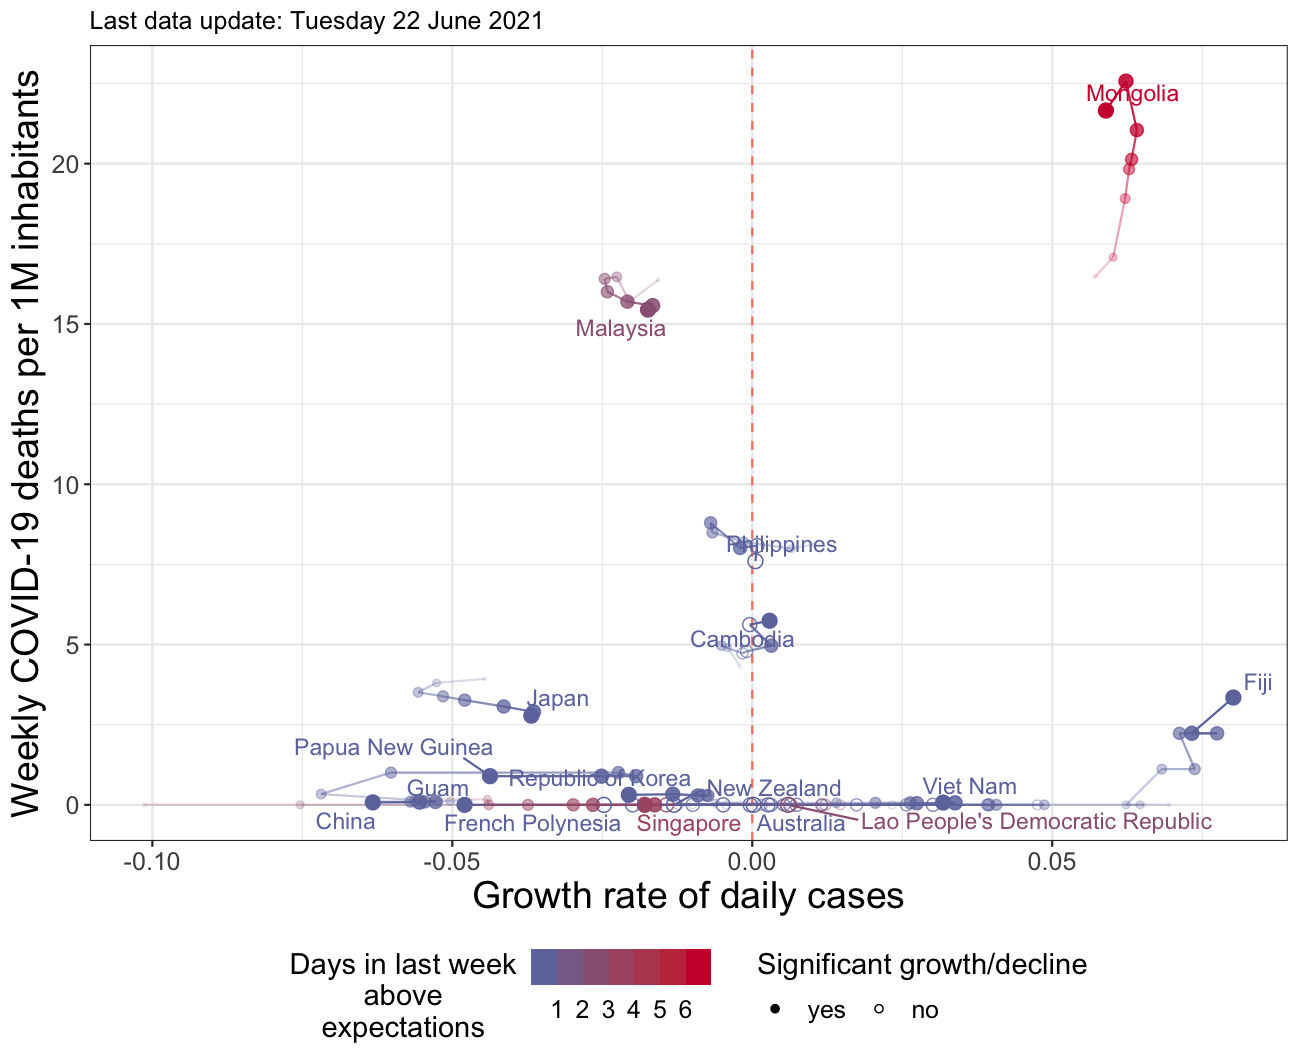 Last data update: Tuesday 22 June 2021
Weekly COVID-19 deaths per 1M inhabitants
20
15
10
5
0
Mongolia
Malaysia
Philippines
Cambodia
Fiji
Japan
Papua New Guinea
Republic of Korea
Guam
New Zealand
Viet Nam
China
French Polynesia
Singapore
Australia
Lao People's Democratic Republic
-0.10
-0.05
0.00
0.05
Growth rate of daily cases
Days in last week
above
expectations
1 2 3 4 5 6
Significant growth/decline
yes
no